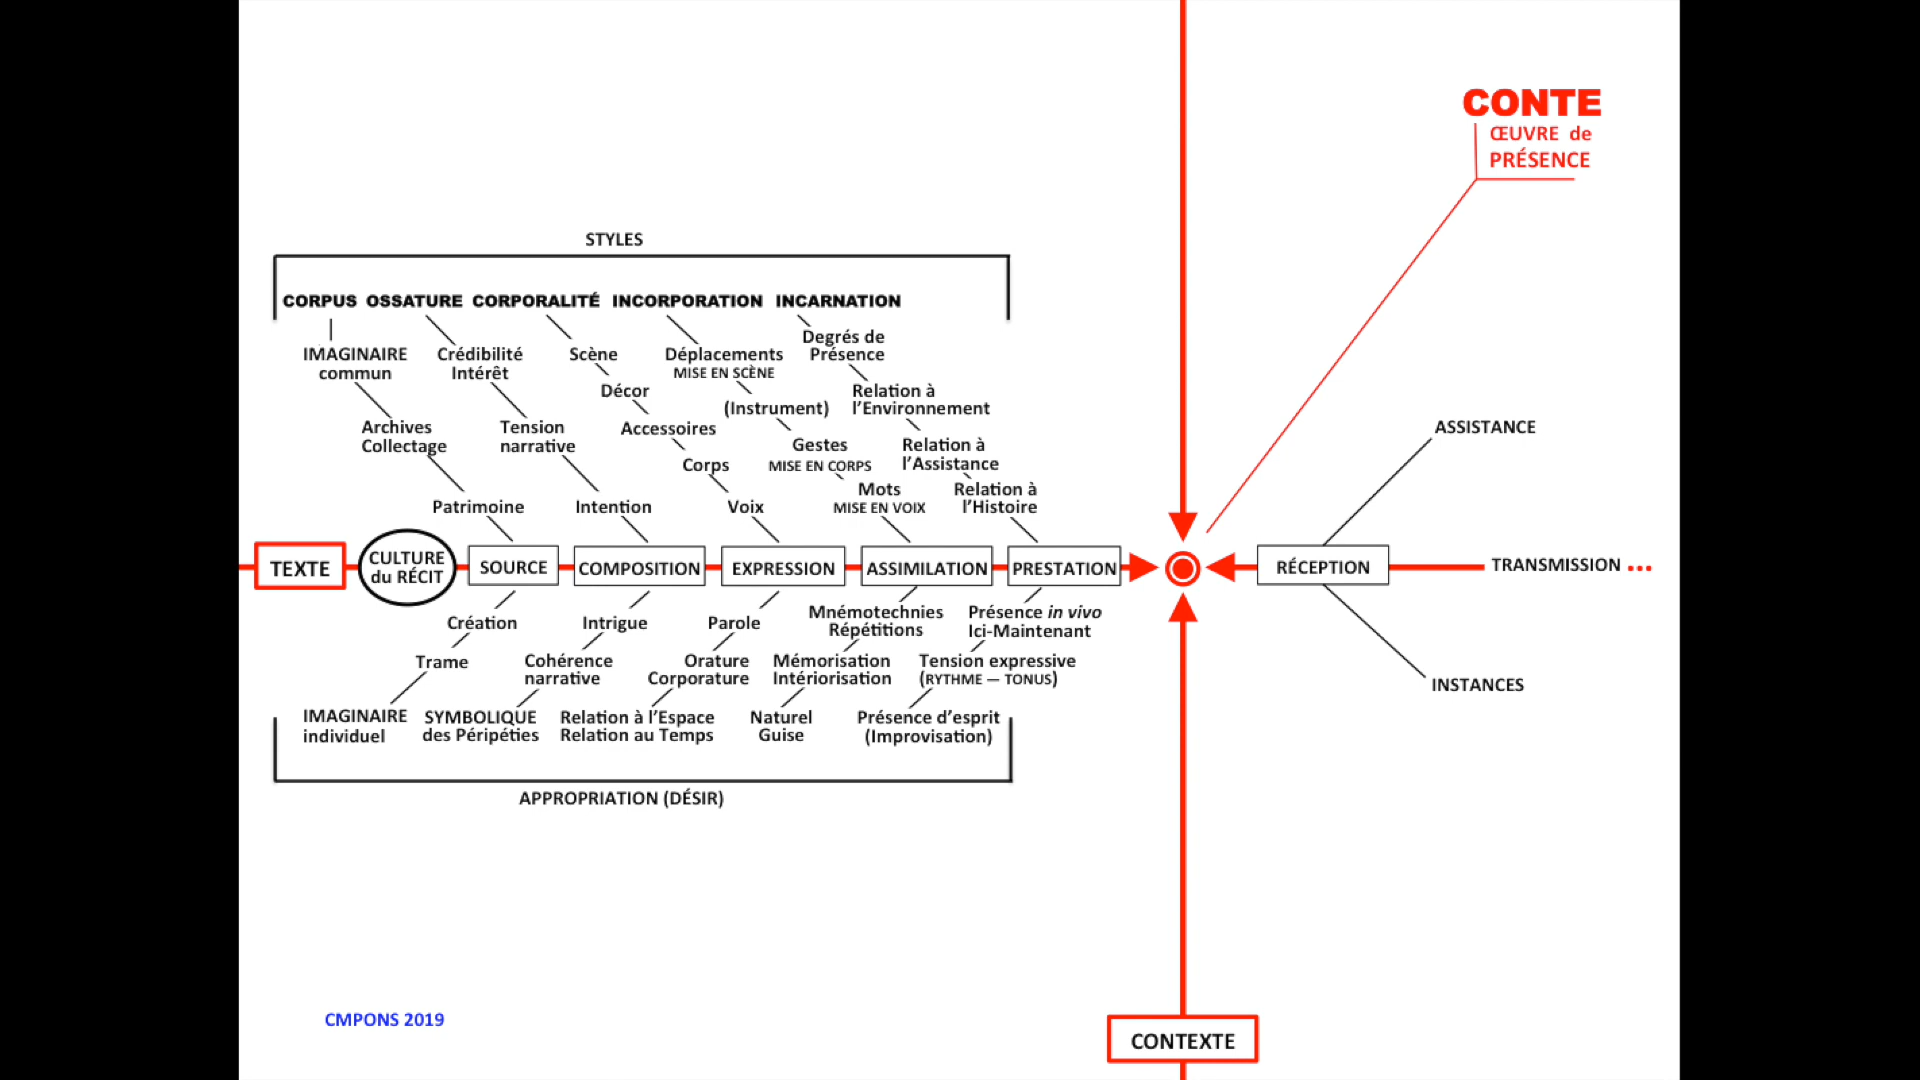 CONTE
ŒUVRE de
PRÉSENCE
STYLES
CORPUS OSSATURE CORPORALITÉ INCORPORATION INCARNATION
IMAGINAIRE
commun
Archives
Collectage
Patrimoine
Crédibilité
Intérêt
Tension
narrative
Intention
Scène
Décor
Accessoires
Corps
Voix
Déplacements
MISE EN SCÈNE
(Instrument)
Gestes
MISE EN CORPS
Mots
MISE EN VOIX
Degrés de
Présence
Relation à
l'Environnement
Relation à
l'Assistance
Relation à
l'Histoire
ASSISTANCE
TEXTE
CULTURE
du RÉCIT
SOURCE
COMPOSITION
EXPRESSION
ASSIMILATION
PRESTATION
RÉCEPTION
TRANSMISSION ...
Création
Trame
IMAGINAIRE
individuel
Intrigue
Cohérence
narrative
SYMBOLIQUE
des Péripéties
Parole
Orature
Corporature
Relation à l'Espace
Relation au Temps
Mnémotechnies
Répétitions
Mémorisation
Intériorisation
Naturel
Guise
Présence in vivo
Ici-Maintenant
Tension expressive
(RYTHME — TONUS)
Présence d'esprit
(Improvisation)
INSTANCES
APPROPRIATION (DÉSIR)
CMPONS 2019
CONTEXTE